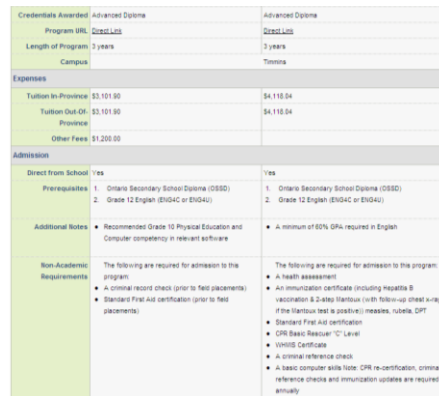 Credentials Awarded Advanced Diploma Advanced Diploma
Program URL Direct Link Direct Link
Length of Program 3 years 3 years
Campus Timmins
Expenses
Tuition In-Province $3,101.90 $4,118.04
Tuition Out-Of- $3,101.90 $4,118.04
Province
Other Fees $1,200.00
Admission
Direct from School Yes Yes
Prerequisites 1. Ontario Secondary School Diploma (OSSD) 1. Ontario Secondary School Diploma (OSSD)
2. Grade 12 English (ENG4C or ENG4U) 2. Grade 12 English (ENG4C or ENG4U)
Additional Notes • Recommended Grade 10 Physical Education and • A minimum of 60% GPA required in English
Computer competency in relevant software
Non-Academic The following are required for admission to this The following are required for admission to this program:
Requirements program: • A health assessment
• A criminal record check (prior to field placements) • An immunization certificate (including Hepatitis B
• Standard First Aid certification (prior to field vaccination & 2-step Mantoux (with follow-up chest x-ray
placements) if the Mantoux test is positive)) measles, rubella, DPT
• Standard First Aid certification
• CPR Basic Rescuer "C" Level
• WHMIS Certificate
• A criminal reference check
• A basic computer skills Note: CPR re-certification, criminal
reference checks and immunization updates are required
annually